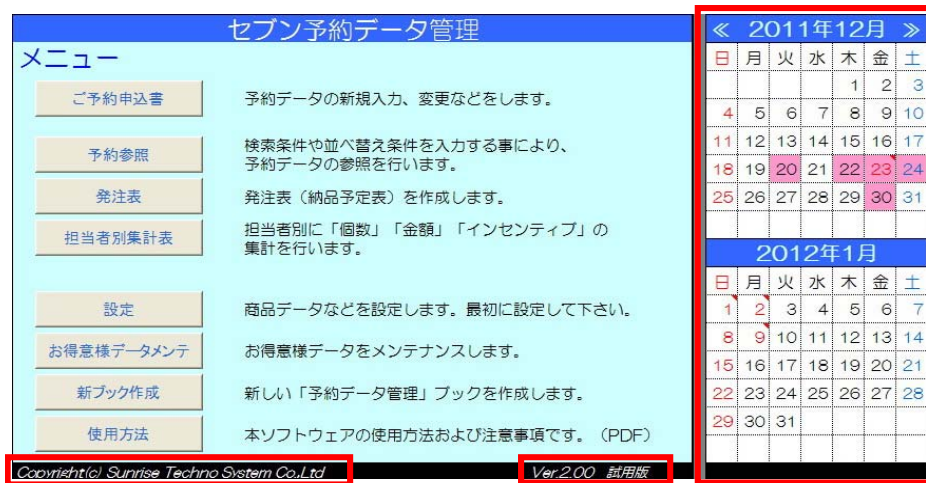 セブン予約データ管理
メニュー
ご予約申込書 予約データの新規入力、変更などをします。
予約参照 検索条件や並べ替え条件を入力する事により、
予約データの参照を行います。
発注表 発注表（納品予定表）を作成します。
担当者別集計表 担当者別に「個数」「金額」「インセンティブ」の
集計を行います。
設定 商品データなどを設定します。最初に設定して下さい。
お得意様データメンテ お得意様データをメンテナンスします。
新ブック作成 新しい「予約データ管理」ブックを作成します。
使用方法 本ソフトウェアの使用方法および注意事項です。（PDF）
Copyright(c) Sunrise Techno System Co.,Ltd Ver.2.00 試用版
≪ 2011年12月 ≫
日 月 火 水 木 金 土
1 2 3
4 5 6 7 8 9 10
11 12 13 14 15 16 17
18 19 20 21 22 23 24
25 26 27 28 29 30 31
2012年1月
日 月 火 水 木 金 土
1 2 3 4 5 6 7
8 9 10 11 12 13 14
15 16 17 18 19 20 21
22 23 24 25 26 27 28
29 30 31